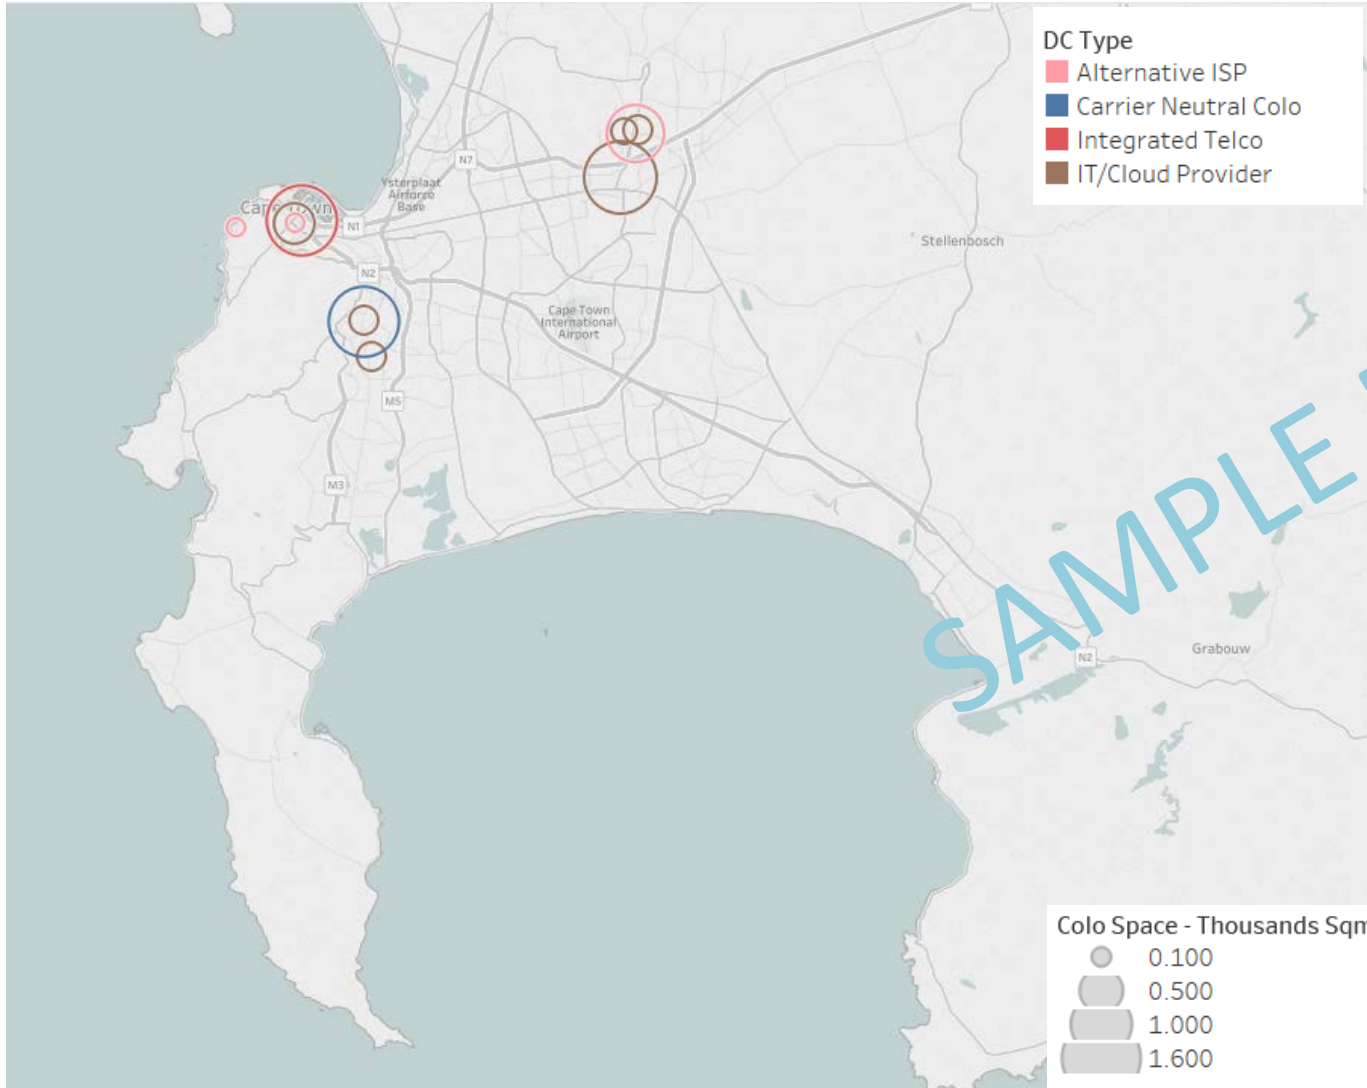 DC Type
Alternative ISP
Carrier Neutral Colo
Integrated Telco
IT/Cloud Provider
N7
Ysterplaat
Airforce
Base
Cape Town
N1
Stellenbosch
N2
Cape Town
International
Airport
M5
SAMPLE
M3
Grabouw
N2
Colo Space - Thousands Sqm
0.100
0.500
1.000
1.600